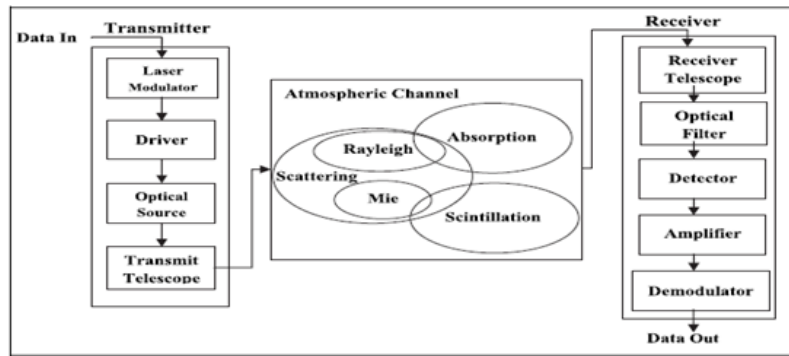 Transmitter
Data In
Laser
Modulator
Driver
Optical
Source
Transmit
Telescope
Atmospheric Channel
Absorption
Rayleigh
Scattering
Mie
Scintillation
Receiver
Receiver
Telescope
Optical
Filter
Detector
Amplifier
Demodulator
Data Out